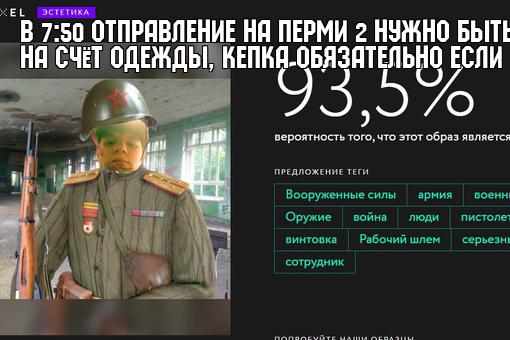 XEL ЭСТЕТИКА
В 7:50 ОТПРАВЛЕНИЕ НА ПЕРМИ 2 НУЖНО БЫТЬ
НА СЧЁТ ОДЕЖДЫ, КЕПКА ОБЯЗАТЕЛЬНО ЕСЛИ
93,5%
вероятность того, что этот образ является
ПРЕДЛОЖЕНИЕ ТЕГИ
Вооруженные силы армия военн
Оружие война люди пистолет
винтовка Рабочий шлем серьезны
сотрудник
ПОПРОБУЙТЕ НАШИ ОБРАЗЦЫ